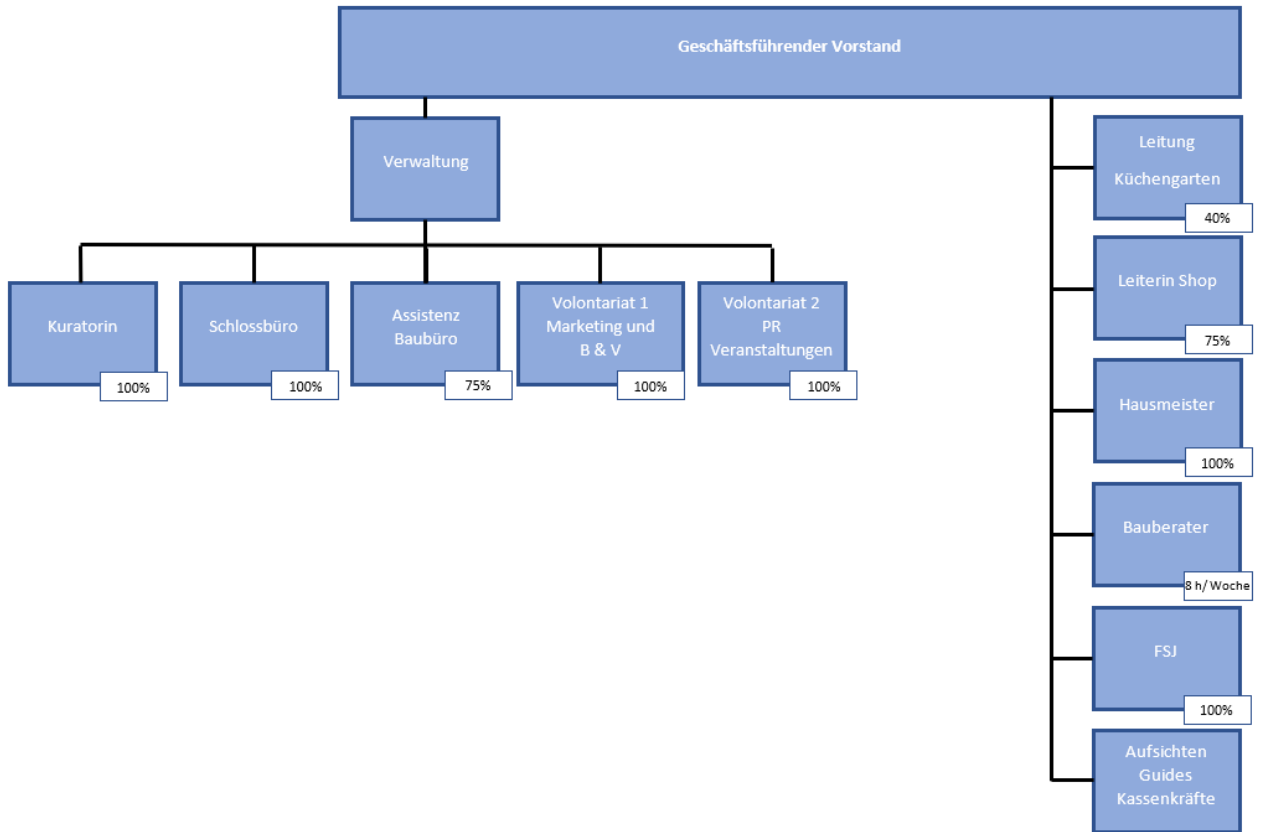 Geschäftsführender Vorstand
Verwaltung
Kuratorin
100%
Schlossbüro
100%
Assistenz
Baubüro
75%
Volontariat 1
Marketing und
B & V
100%
Volontariat 2
PR
Veranstaltungen
100%
Leitung
Küchengarten
40%
Leiterin Shop
75%
Hausmeister
100%
Bauberater
8 h/ Woche
FSJ
100%
Aufsichten
Guides
Kassenkräfte